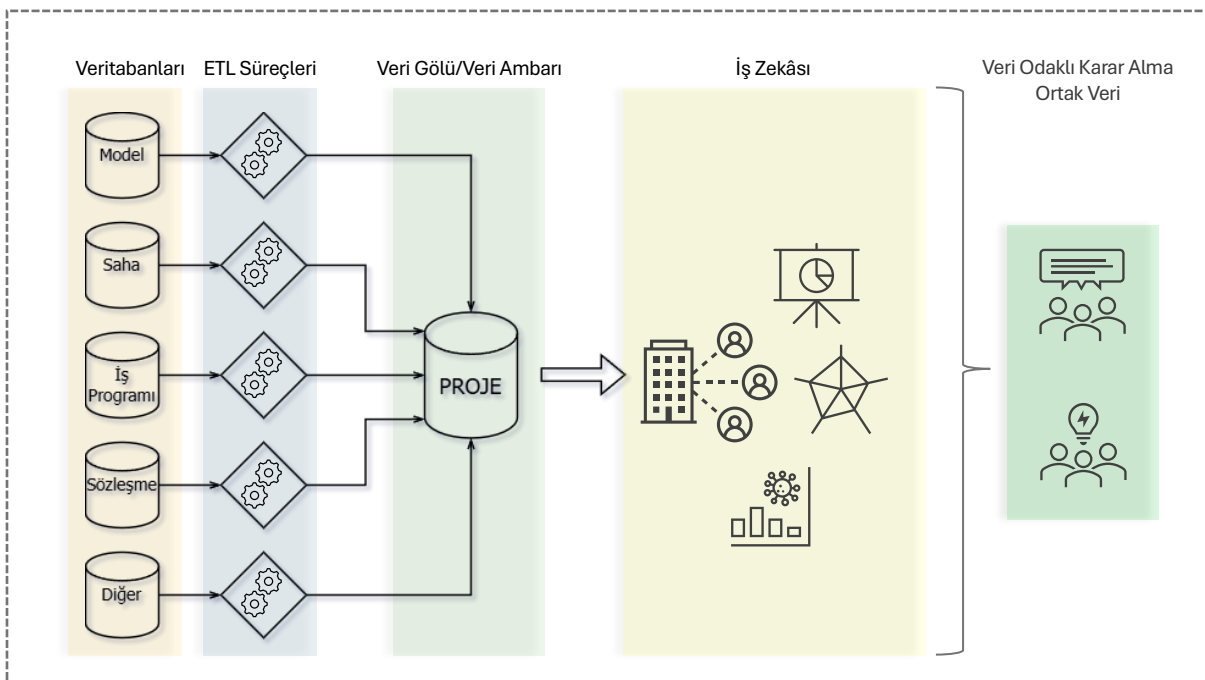 Veritabanları
ETL Süreçleri
Veri Gölü/Veri Ambarı
İş Zekâsı
Veri Odaklı Karar Alma
Ortak Veri
Model
Saha
İş
Programı
Sözleşme
Diğer
PROJE